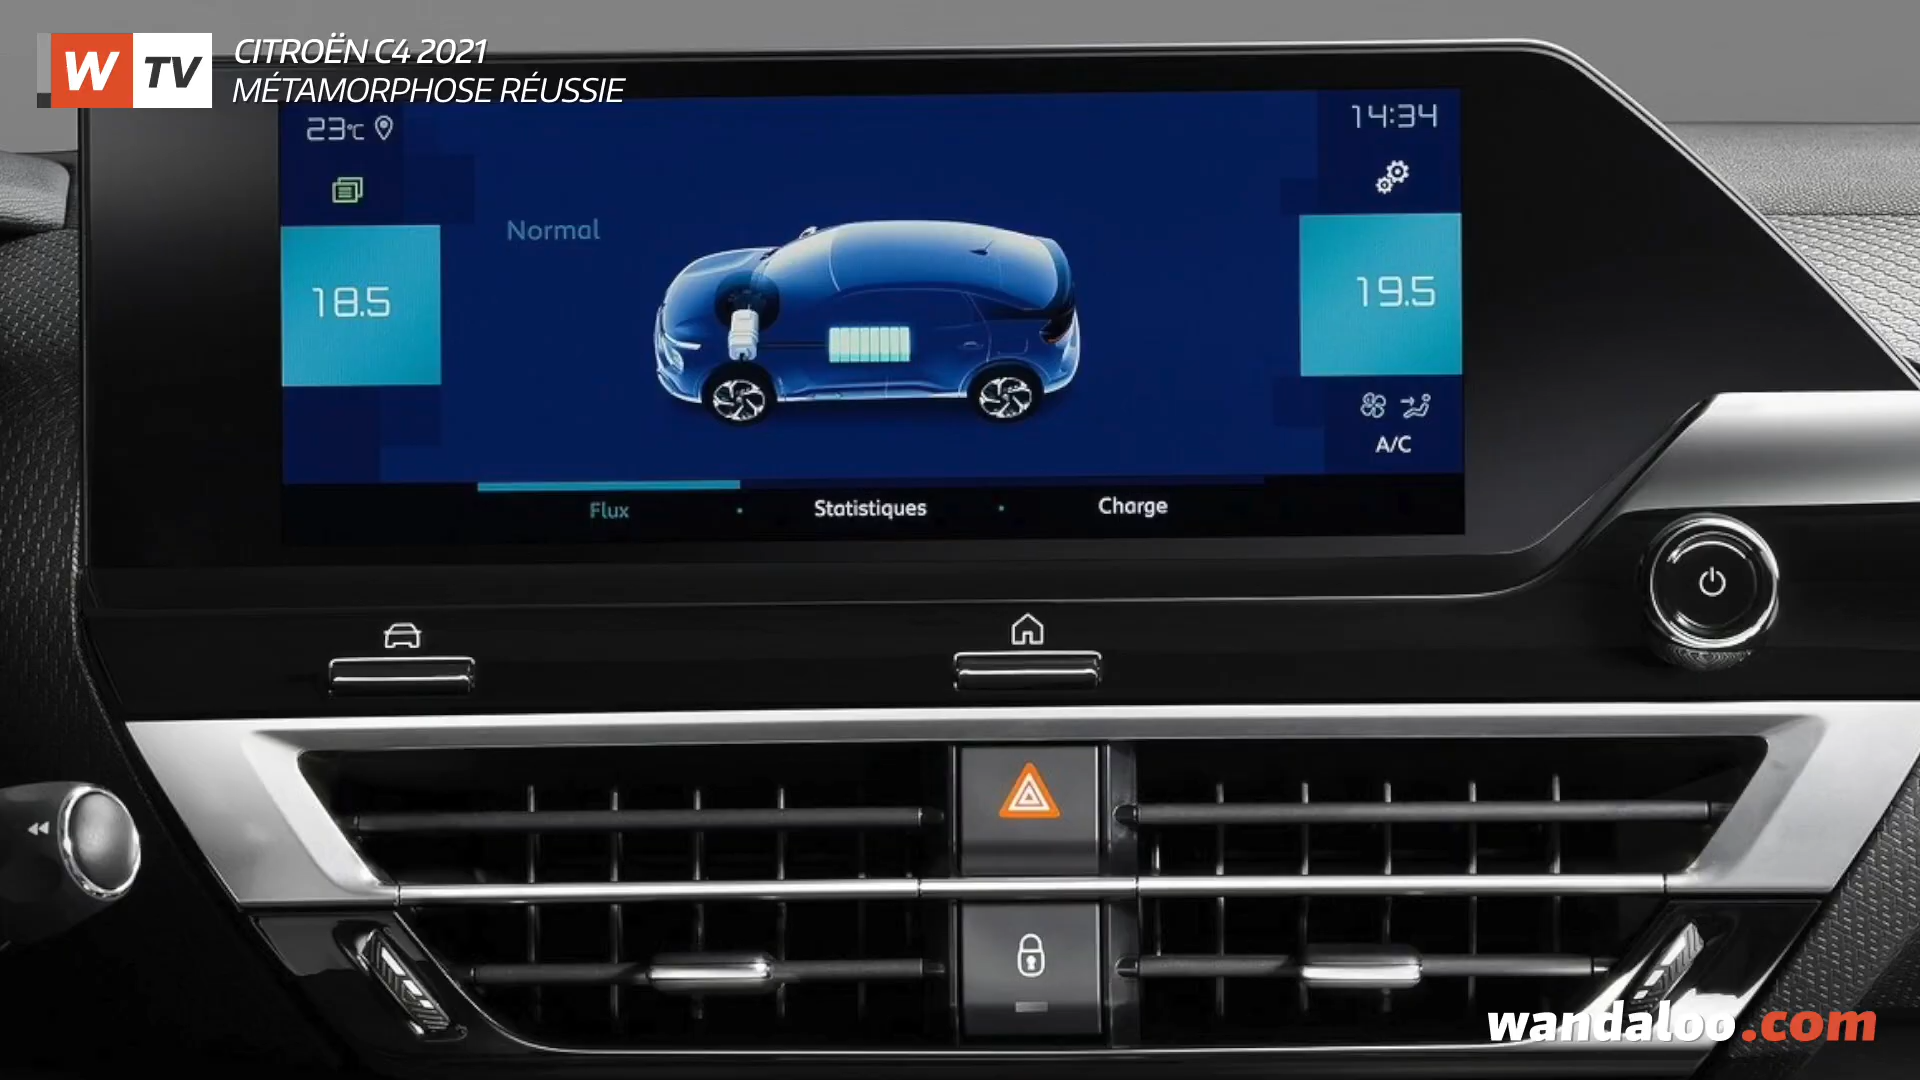 W TV
CITROËN C4 2021
MÉTAMORPHOSE RÉUSSIE
23°C
14:34
Normal
18.5
19.5
A/C
Flux
Statistiques
Charge
wandaloo.com